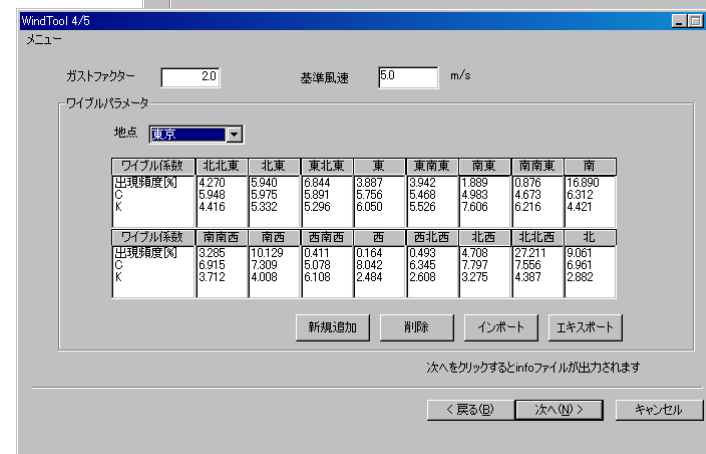 WindTool 4/5
メニュー
ガストファクター 2.0 基準風速 5.0 m/s
ワイブルパラメータ
地点 東京
ワイブル係数 北北東 北東 東北東 東 東南東 南東 南南東 南
出現頻度[%] 4.270 5.940 6.844 3.887 3.942 1.889 0.876 16.890
C 5.948 5.975 5.891 5.756 5.468 4.983 4.673 6.312
K 4.416 5.332 5.296 6.050 5.526 7.606 6.216 4.421
ワイブル係数 南南西 南西 西南西 西 西北西 北西 北北西 北
出現頻度[%] 3.285 10.129 0.411 0.164 0.493 4.708 27.211 9.061
C 6.915 7.309 5.078 8.042 6.345 7.797 7.556 6.961
K 3.712 4.008 6.108 2.484 2.608 3.275 4.387 2.882
新規追加 削除 インポート エキスポート
次へをクリックするとinfoファイルが出力されます
< 戻る(B) 次へ(N) > キャンセル